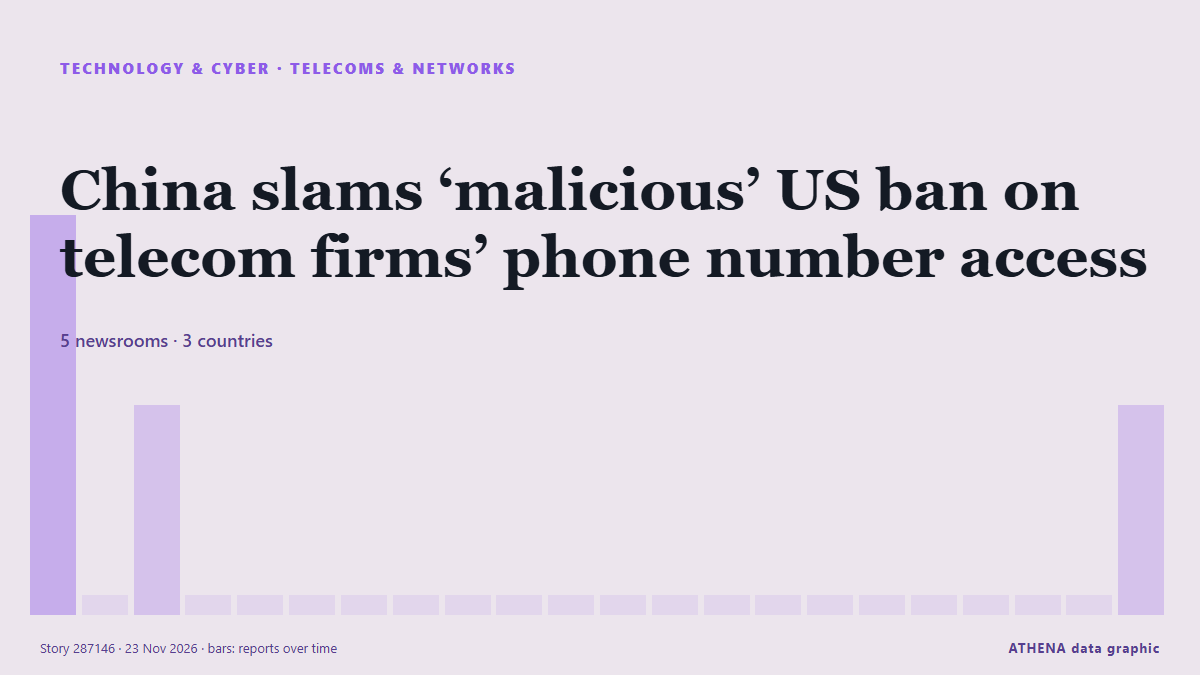 TECHNOLOGY & CYBER · TELECOMS & NETWORKS
China slams ‘malicious’ US ban on
telecom firms’ phone number access
5 newsrooms · 3 countries
Story 287146 · 23 Nov 2026 · bars: reports over time
ATHENA data graphic